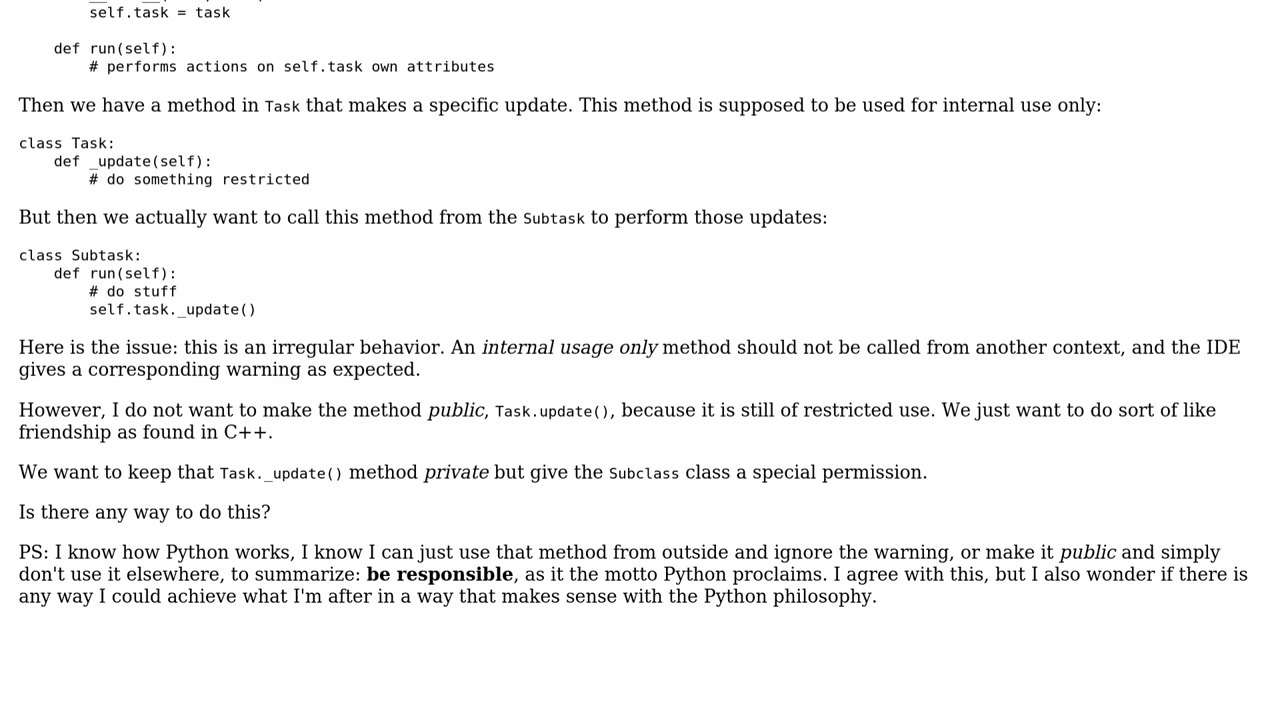 self.task = task
def run(self):
# performs actions on self.task own attributes
Then we have a method in Task that makes a specific update. This method is supposed to be used for internal use only:
class Task:
def _update(self):
# do something restricted
But then we actually want to call this method from the Subtask to perform those updates:
class Subtask:
def run(self):
# do stuff
self.task._update()
Here is the issue: this is an irregular behavior. An internal usage only method should not be called from another context, and the IDE
gives a corresponding warning as expected.
However, I do not want to make the method public, Task.update(), because it is still of restricted use. We just want to do sort of like
friendship as found in C++.
We want to keep that Task._update() method private but give the Subclass class a special permission.
Is there any way to do this?
PS: I know how Python works, I know I can just use that method from outside and ignore the warning, or make it public and simply
don't use it elsewhere, to summarize: be responsible, as it the motto Python proclaims. I agree with this, but I also wonder if there is
any way I could achieve what I'm after in a way that makes sense with the Python philosophy.